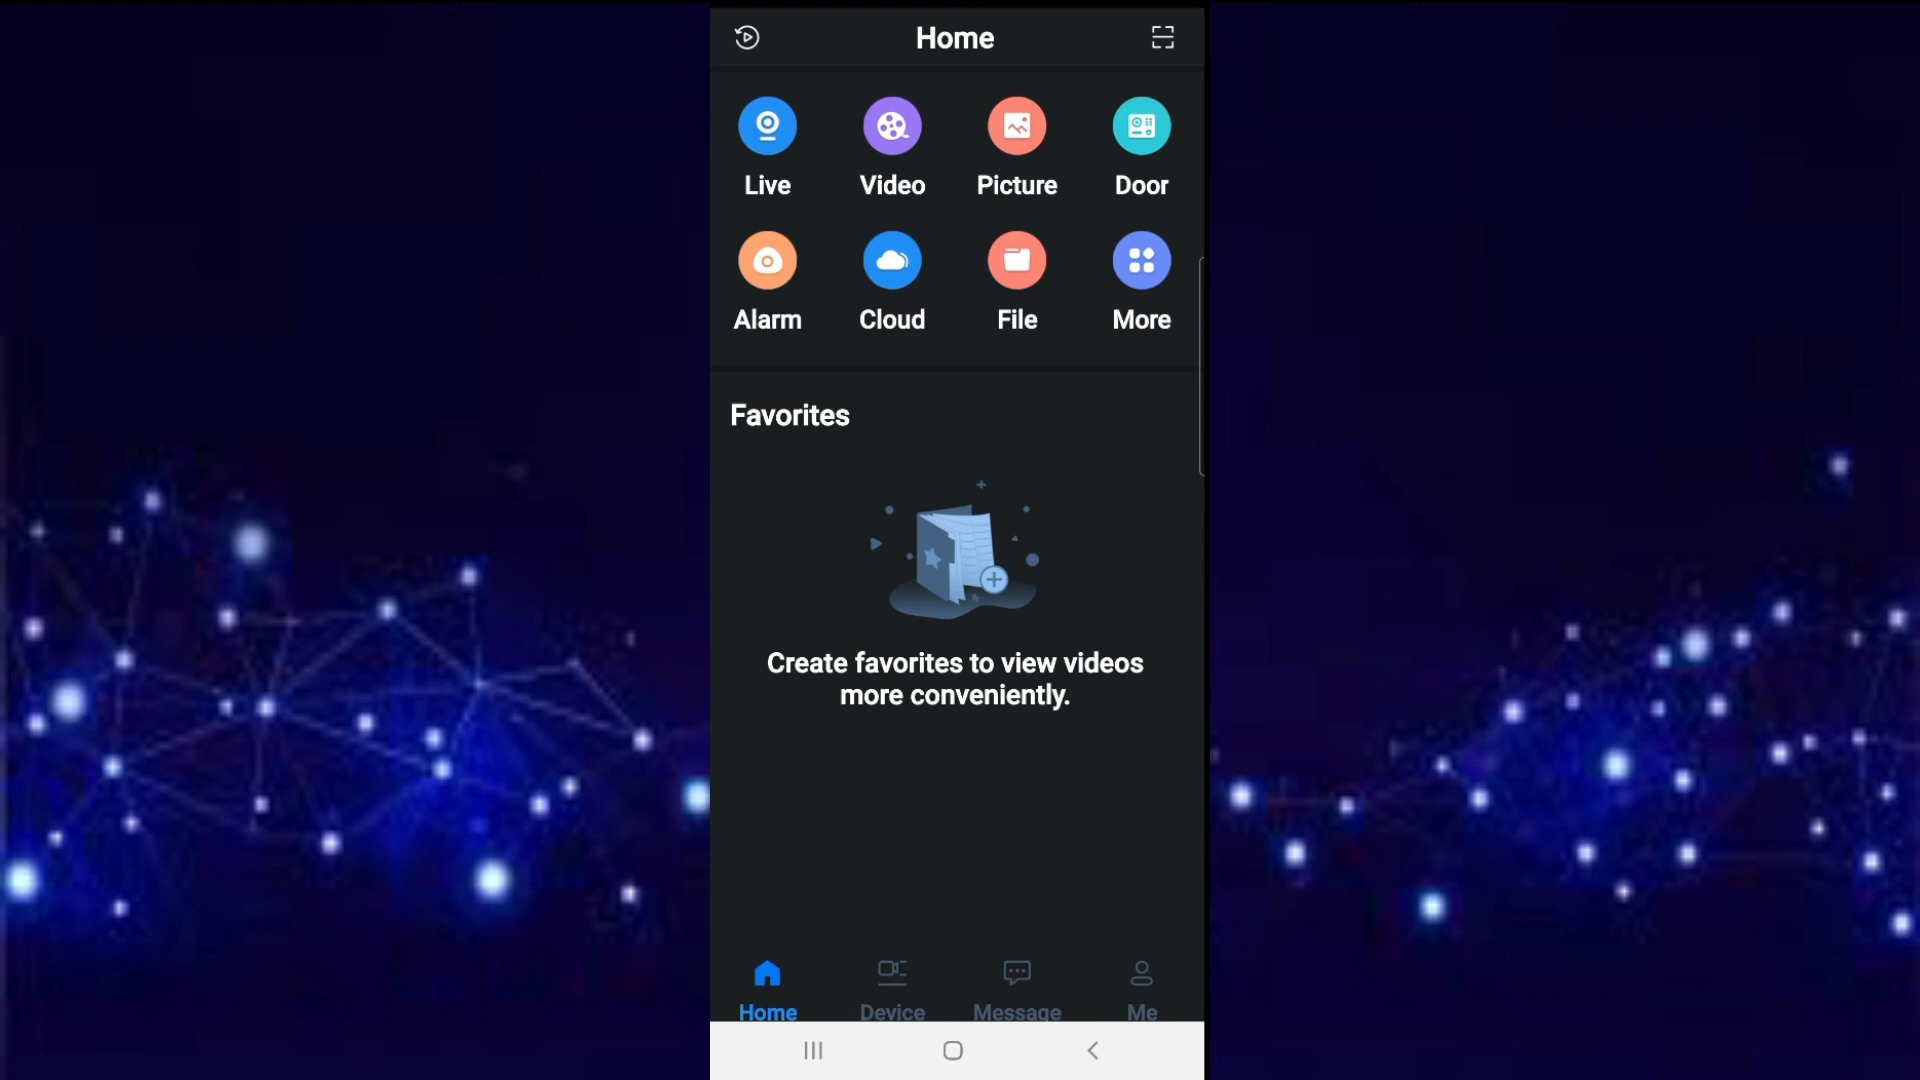 Home
Live Video Picture Door
Alarm Cloud File More
Favorites
Create favorites to view videos
more conveniently.
Home Device Message Me